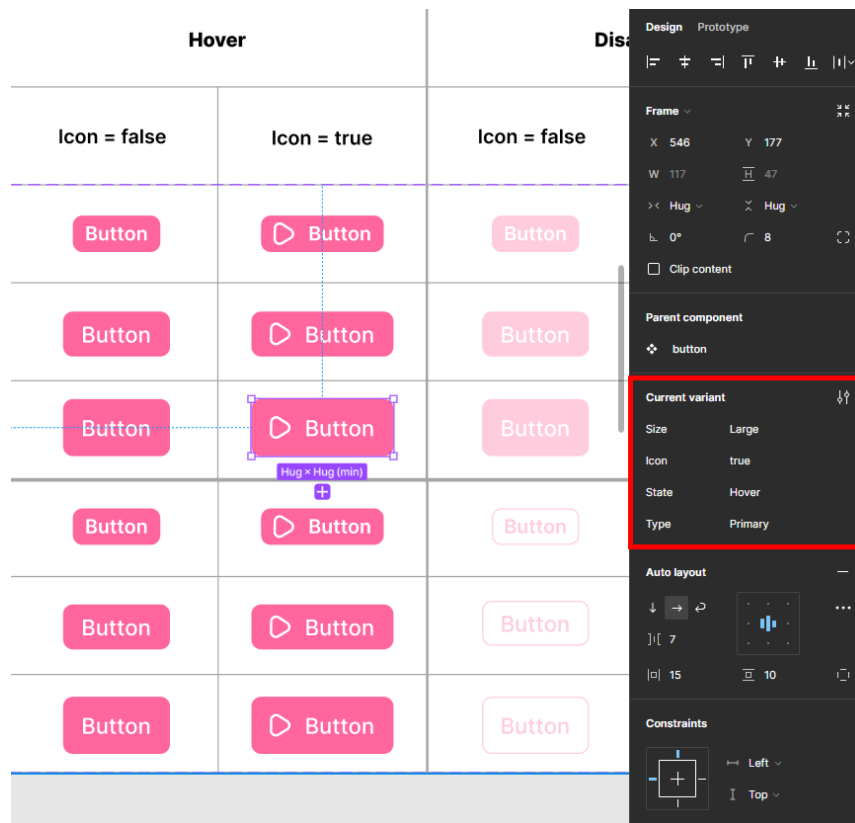 Hover
Disa
Icon = false
Icon = true
Icon = false
Button
Button
Button
Button
Button
Button
Button
Button
Button
Hug × Hug (min)
Button
Button
Button
Button
Button
Button
Button
Button
Button
Design Prototype
Frame
X 546 Y 177
W 117 H 47
Hug Hug
0° 8
Clip content
Parent component
button
Current variant
Size Large
Icon true
State Hover
Type Primary
Auto layout
7
15 10
Constraints
Left
Top